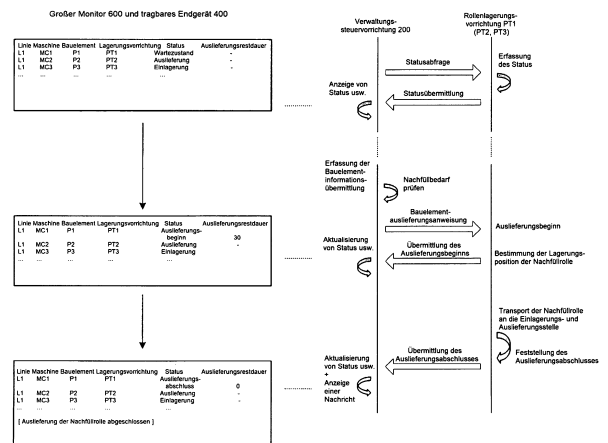 Großer Monitor 600 und tragbares Endgerät 400
Linie Maschine Bauelement Lagerungsvorrichtung Status Auslieferungsrestdauer
L1 MC1 P1 PT1 Wartezustand -
L1 MC2 P2 PT2 Auslieferung -
L1 MC3 P3 PT3 Einlagerung -
... ... ... ...
Linie Maschine Bauelement Lagerungsvorrichtung Status Auslieferungsrestdauer
L1 MC1 P1 PT1 Auslieferungs-
beginn 30
L1 MC2 P2 PT2 Auslieferung -
L1 MC3 P3 PT3 Einlagerung
... ... ... ...
Linie Maschine Bauelement Lagerungsvorrichtung Status Auslieferungsrestdauer
L1 MC1 P1 PT1 Auslieferungs-
abschluss 0
L1 MC2 P2 PT2 Auslieferung -
L1 MC3 P3 PT3 Einlagerung -
... ... ... ...
[ Auslieferung der Nachfüllrolle abgeschlossen ]
Verwaltungs-
steuervorrichtung 200
Rollenlagerungs-
vorrichtung PT1
(PT2, PT3)
Statusabfrage
Erfassung
des Status
Anzeige von
Status usw.
Statusübermittlung
Erfassung der
Bauelement-
informations-
übermittlung
Nachfüllbedarf
prüfen
Bauelement-
auslieferungsanweisung
Auslieferungsbeginn
Aktualisierung
von Status usw.
Übermittlung des
Auslieferungsbeginns
Bestimmung der Lagerungs-
position der Nachfüllrolle
Transport der Nachfüllrolle
an die Einlagerungs- und
Auslieferungsstelle
Feststellung des
Auslieferungsabschlusses
Übermittlung des
Auslieferungsabschlusses
Aktualisierung
von Status usw.
+
Anzeige
einer
Nachricht